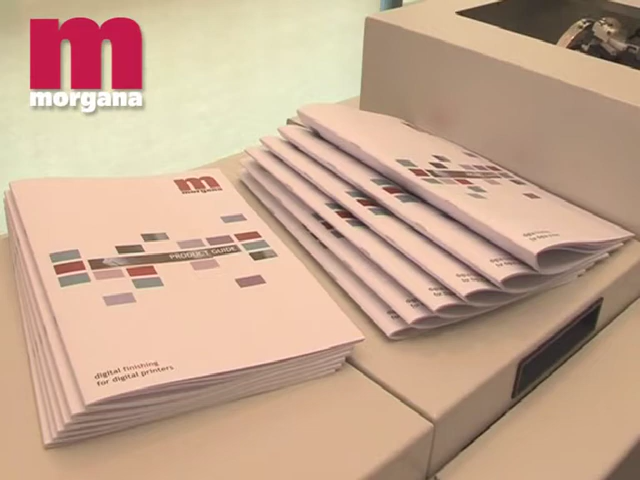 m
morgana
m
morgana
PRODUCT GUIDE
digital finishing
for digital printers